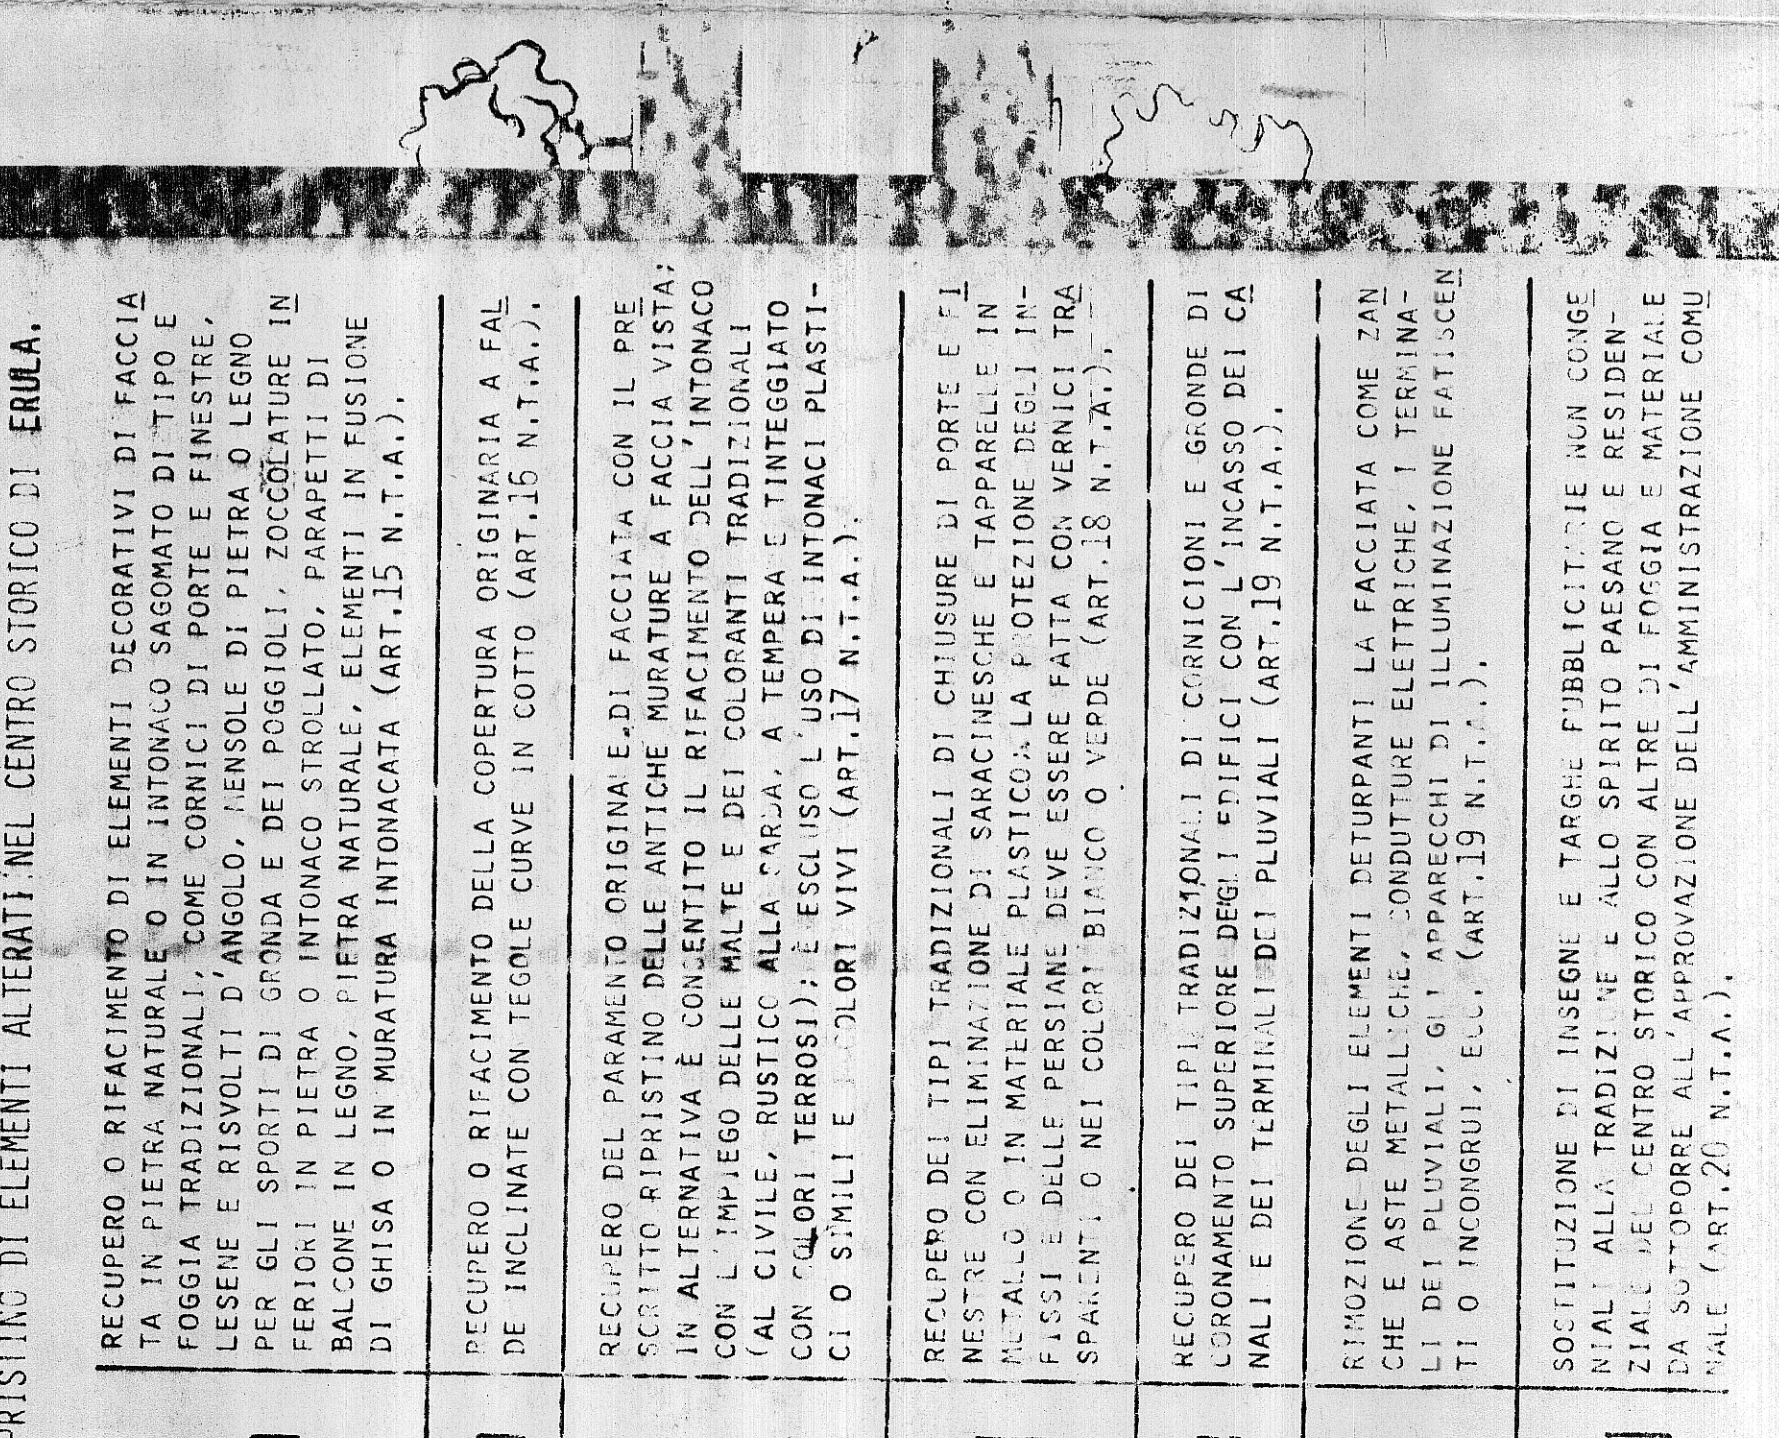 PRISTINO DI ELEMENTI ALTERATI NEL CENTRO STORICO DI ERULA.
RECUPERO O RIFACIMENTO DI ELEMENTI DECORATIVI DI FACCIA
TA IN PIETRA NATURALE O IN INTONACO SAGOMATO DI TIPO E
FOGGIA TRADIZIONALI, COME CORNICI DI PORTE E FINESTRE,
LESENE E RISVOLTI D'ANGOLO, MENSOLE DI PIETRA O LEGNO
PER GLI SPORTI DI GRONDA E DEI POGGIOLI, ZOCCOLATURE IN
FERIORI IN PIETRA O INTONACO STROLLATO, PARAPETTI DI
BALCONE IN LEGNO, PIETRA NATURALE, ELEMENTI IN FUSIONE
DI GHISA O IN MURATURA INTONACATA (ART.15 N.T.A.).
RECUPERO O RIFACIMENTO DELLA COPERTURA ORIGINARIA A FAL
DE INCLINATE CON TEGOLE CURVE IN COTTO (ART.16 N.T.A.).
RECUPERO DEL PARAMENTO ORIGINALE DI FACCIATA CON IL PRE
SCRITTO RIPRISTINO DELLE ANTICHE MURATURE A FACCIA VISTA;
IN ALTERNATIVA È CONSENTITO IL RIFACIMENTO DELL'INTONACO
CON L'IMPIEGO DELLE MALTE E DEI COLORANTI TRADIZIONALI
(AL CIVILE, RUSTICO ALLA SARDA, A TEMPERA E TINTEGGIATO
CON COLORI TERROSI); È ESCLUSO L'USO DI INTONACI PLASTI-
CI O SIMILI E I COLORI VIVI (ART.17 N.T.A.).
RECUPERO DEI TIPI TRADIZIONALI DI CHIUSURE DI PORTE E FI
NESTRE CON ELIMINAZIONE DI SARACINESCHE E TAPPARELLE IN
METALLO O IN MATERIALE PLASTICO. LA PROTEZIONE DEGLI IN-
FISSI E DELLE PERSIANE DEVE ESSERE FATTA CON VERNICI TRA
SPARENTI O NEI COLORI BIANCO O VERDE (ART.18 N.T.A.).
RECUPERO DEI TIPI TRADIZIONALI DI CORNICIONI E GRONDE DI
CORONAMENTO SUPERIORE DEGLI EDIFICI CON L'INCASSO DEI CA
NALI E DEI TERMINALI DEI PLUVIALI (ART.19 N.T.A.).
RIMOZIONE DEGLI ELEMENTI DETURPANTI LA FACCIATA COME ZAN
CHE E ASTE METALLICHE, CONDUTTURE ELETTRICHE, I TERMINA-
LI DEI PLUVIALI, GLI APPARECCHI DI ILLUMINAZIONE FATISCEN
TI O INCONGRUI, ECC. (ART.19 N.T.A.).
SOSTITUZIONE DI INSEGNE E TARGHE PUBBLICITARIE NON CONGE
NIALI ALLA TRADIZIONE E ALLO SPIRITO PAESANO E RESIDEN-
ZIALE DEL CENTRO STORICO CON ALTRE DI FOGGIA E MATERIALE
DA SOTTOPORRE ALL'APPROVAZIONE DELL'AMMINISTRAZIONE COMU
NALE (ART.20 N.T.A.).